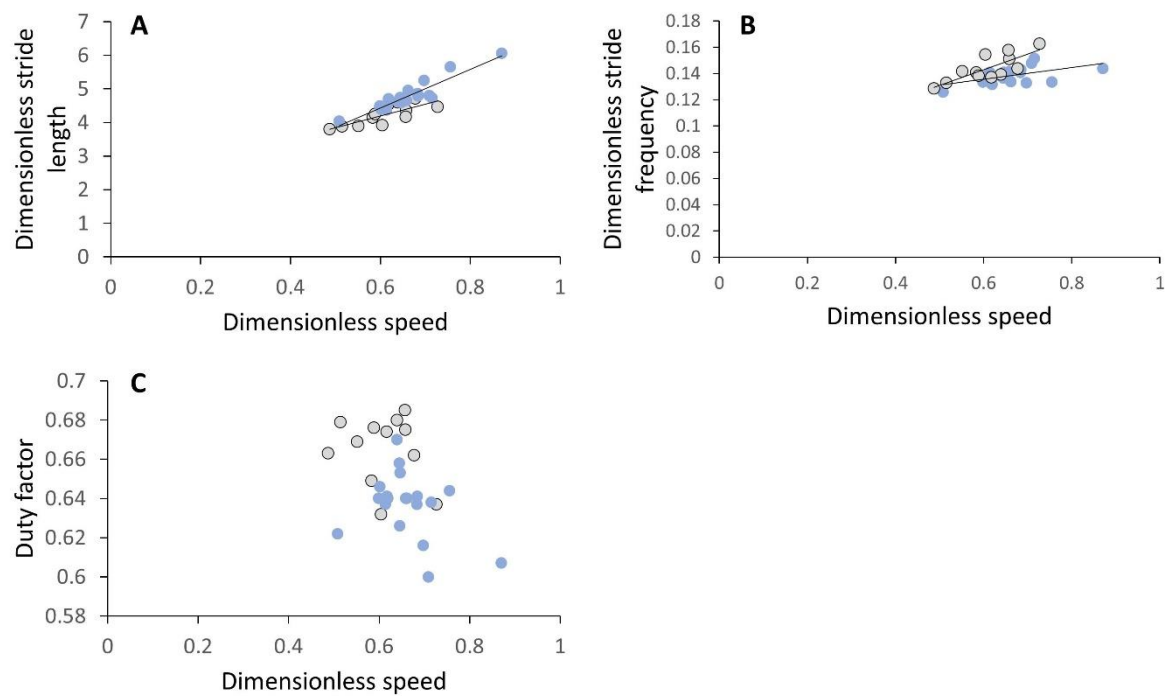 A
Dimensionless stride
length
7
6
5
4
3
2
1
0
0 0.2 0.4 0.6 0.8 1
Dimensionless speed
B
Dimensionless stride
frequency
0.18
0.16
0.14
0.12
0.1
0.08
0.06
0.04
0.02
0
0 0.2 0.4 0.6 0.8 1
Dimensionless speed
C
Duty factor
0.7
0.68
0.66
0.64
0.62
0.6
0.58
0 0.2 0.4 0.6 0.8 1
Dimensionless speed